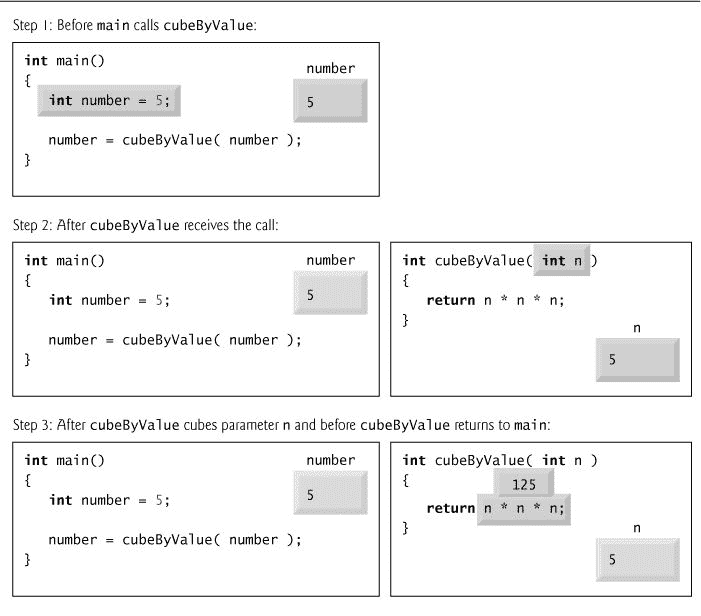 Step 1: Before main calls cubeByValue:
int main()
{
int number = 5;
number = cubeByValue( number );
}
number
5
Step 2: After cubeByValue receives the call:
int main()
{
int number = 5;
number = cubeByValue( number );
}
number
5
int cubeByValue( int n )
{
return n * n * n;
}
n
5
Step 3: After cubeByValue cubes parameter n and before cubeByValue returns to main:
int main()
{
int number = 5;
number = cubeByValue( number );
}
number
5
int cubeByValue( int n )
{
125
return n * n * n;
}
n
5